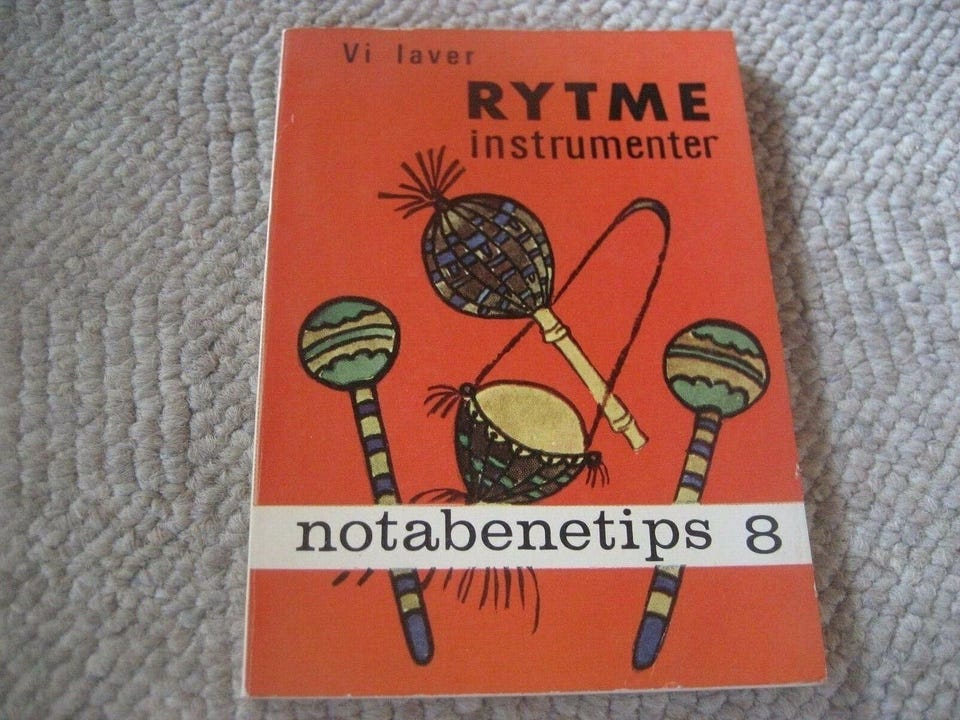 Vi laver
RYTME
instrumenter
notabenetips 8